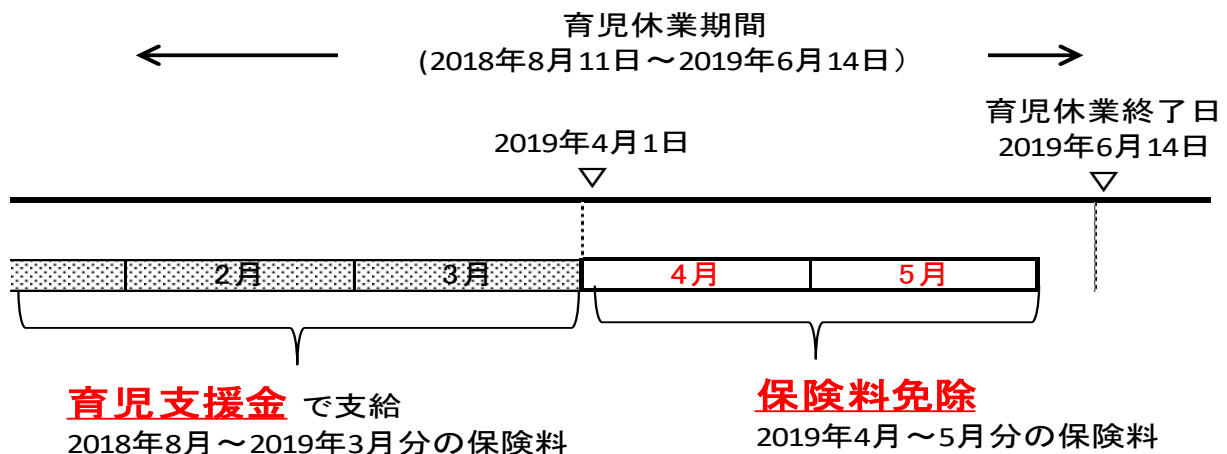 育児休業期間
(2018年8月11日～2019年6月14日）
育児休業終了日
2019年4月1日
2019年6月14日
2月
3月
4月
5月
育児支援金 で支給
2018年8月～2019年3月分の保険料
保険料免除
2019年4月～5月分の保険料